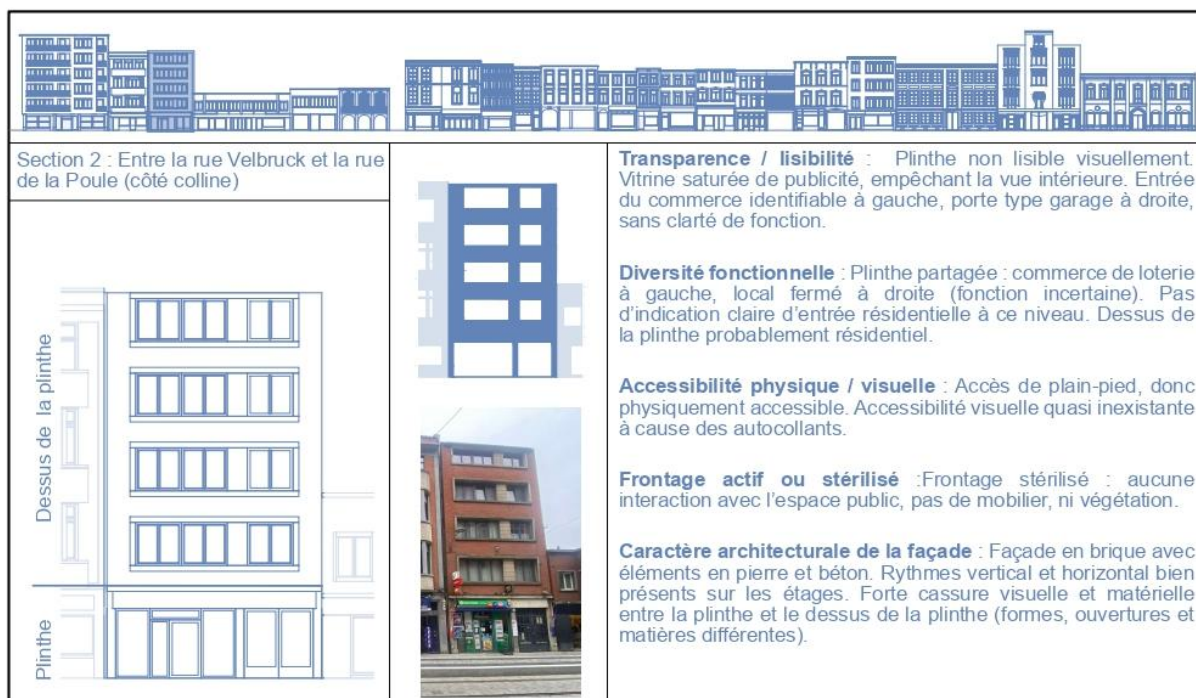 Section 2 : Entre la rue Velbruck et la rue
de la Poule (côté colline)
Dessus de la plinthe
Plinthe
Transparence / lisibilité : Plinthe non lisible visuellement.
Vitrine saturée de publicité, empêchant la vue intérieure. Entrée
du commerce identifiable à gauche, porte type garage à droite,
sans clarté de fonction.
Diversité fonctionnelle : Plinthe partagée : commerce de loterie
à gauche, local fermé à droite (fonction incertaine). Pas
d’indication claire d’entrée résidentielle à ce niveau. Dessus de
la plinthe probablement résidentiel.
Accessibilité physique / visuelle : Accès de plain-pied, donc
physiquement accessible. Accessibilité visuelle quasi inexistante
à cause des autocollants.
Frontage actif ou stérilisé :Frontage stérilisé : aucune
interaction avec l’espace public, pas de mobilier, ni végétation.
Caractère architecturale de la façade : Façade en brique avec
éléments en pierre et béton. Rythmes vertical et horizontal bien
présents sur les étages. Forte cassure visuelle et matérielle
entre la plinthe et le dessus de la plinthe (formes, ouvertures et
matières différentes).